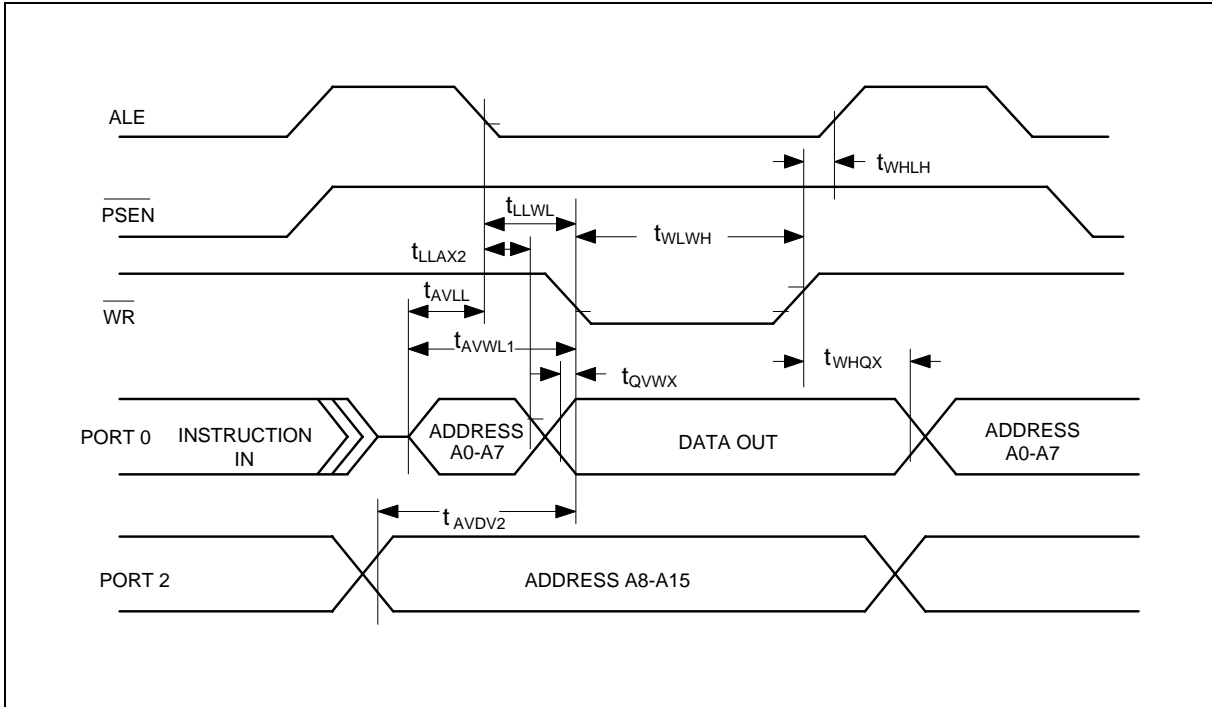 ALE
tWHLH
PSEN
tLLWL
tWLWH
tLLAX2
WR
tAVLL
tAVWL1
tWHQX
tQVWX
PORT 0
INSTRUCTION
IN
ADDRESS
A0-A7
DATA OUT
ADDRESS
A0-A7
tAVDV2
PORT 2
ADDRESS A8-A15